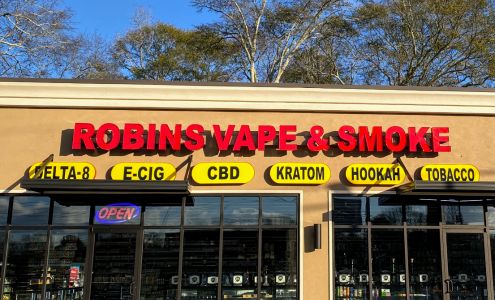 ROBINS VAPE & SMOKE
DELTA-8 E-CIG CBD KRATOM HOOKAH TOBACCO
OPEN